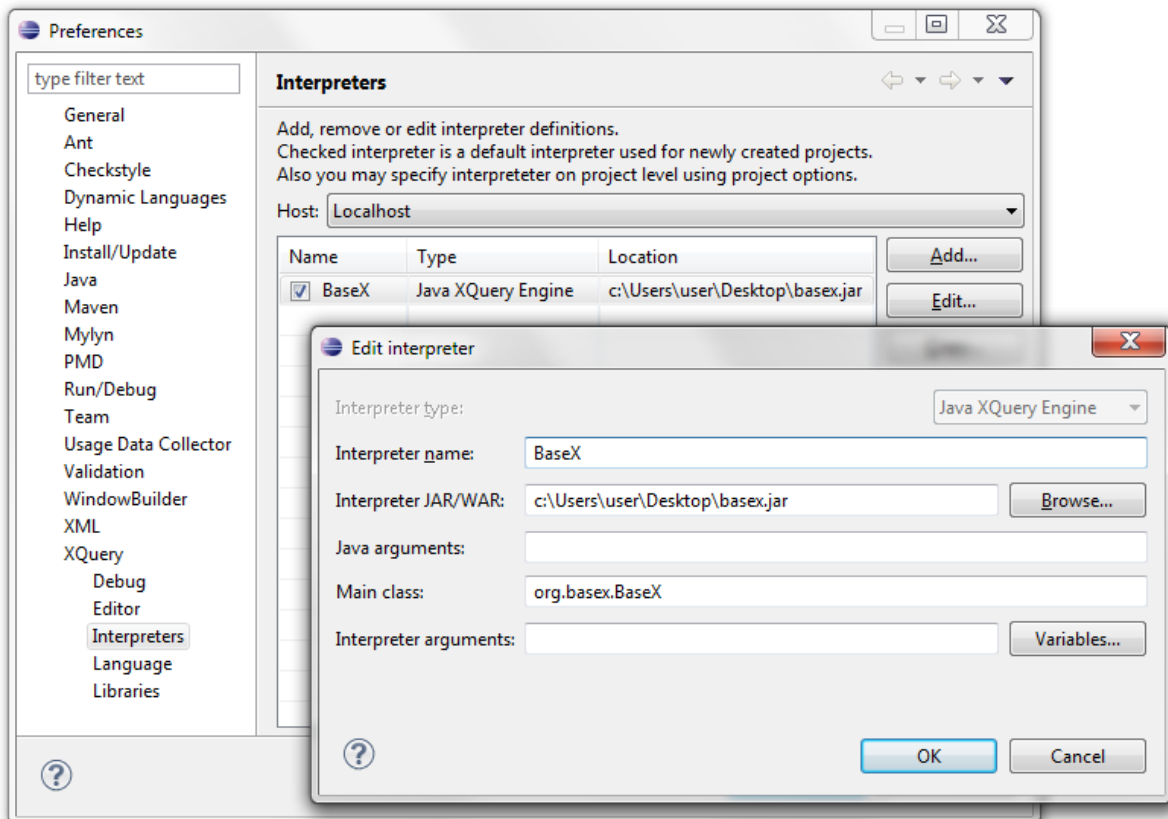 Preferences
type filter text
General
Ant
Checkstyle
Dynamic Languages
Help
Install/Update
Java
Maven
Mylyn
PMD
Run/Debug
Team
Usage Data Collector
Validation
WindowBuilder
XML
XQuery
Debug
Editor
Interpreters
Language
Libraries
Interpreters
Add, remove or edit interpreter definitions.
Checked interpreter is a default interpreter used for newly created projects.
Also you may specify interpreteter on project level using project options.
Host: Localhost
Name Type Location
BaseX Java XQuery Engine c:\Users\user\Desktop\basex.jar
Add...
Edit...
Edit interpreter
Interpreter type: Java XQuery Engine
Interpreter name: BaseX
Interpreter JAR/WAR: c:\Users\user\Desktop\basex.jar Browse...
Java arguments:
Main class: org.basex.BaseX
Interpreter arguments: Variables...
OK Cancel